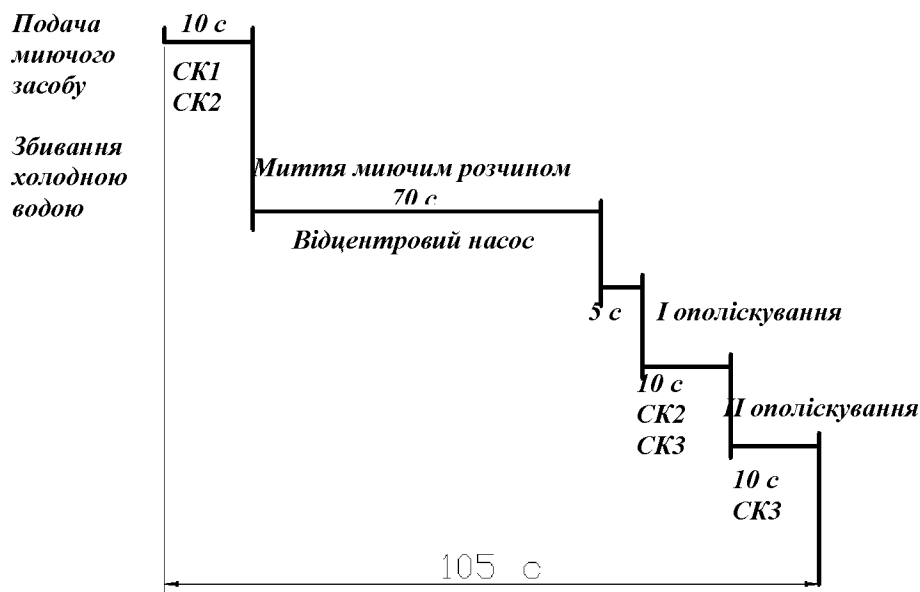 Подача
миючого
засобу
10 с
СК1
СК2
Збивання
холодною
водою
Миття миючим розчином
70 с
Відцентровий насос
5 с
І ополіскування
10 с
СК2
СК3
ІІ ополіскування
10 с
СК3
105 с